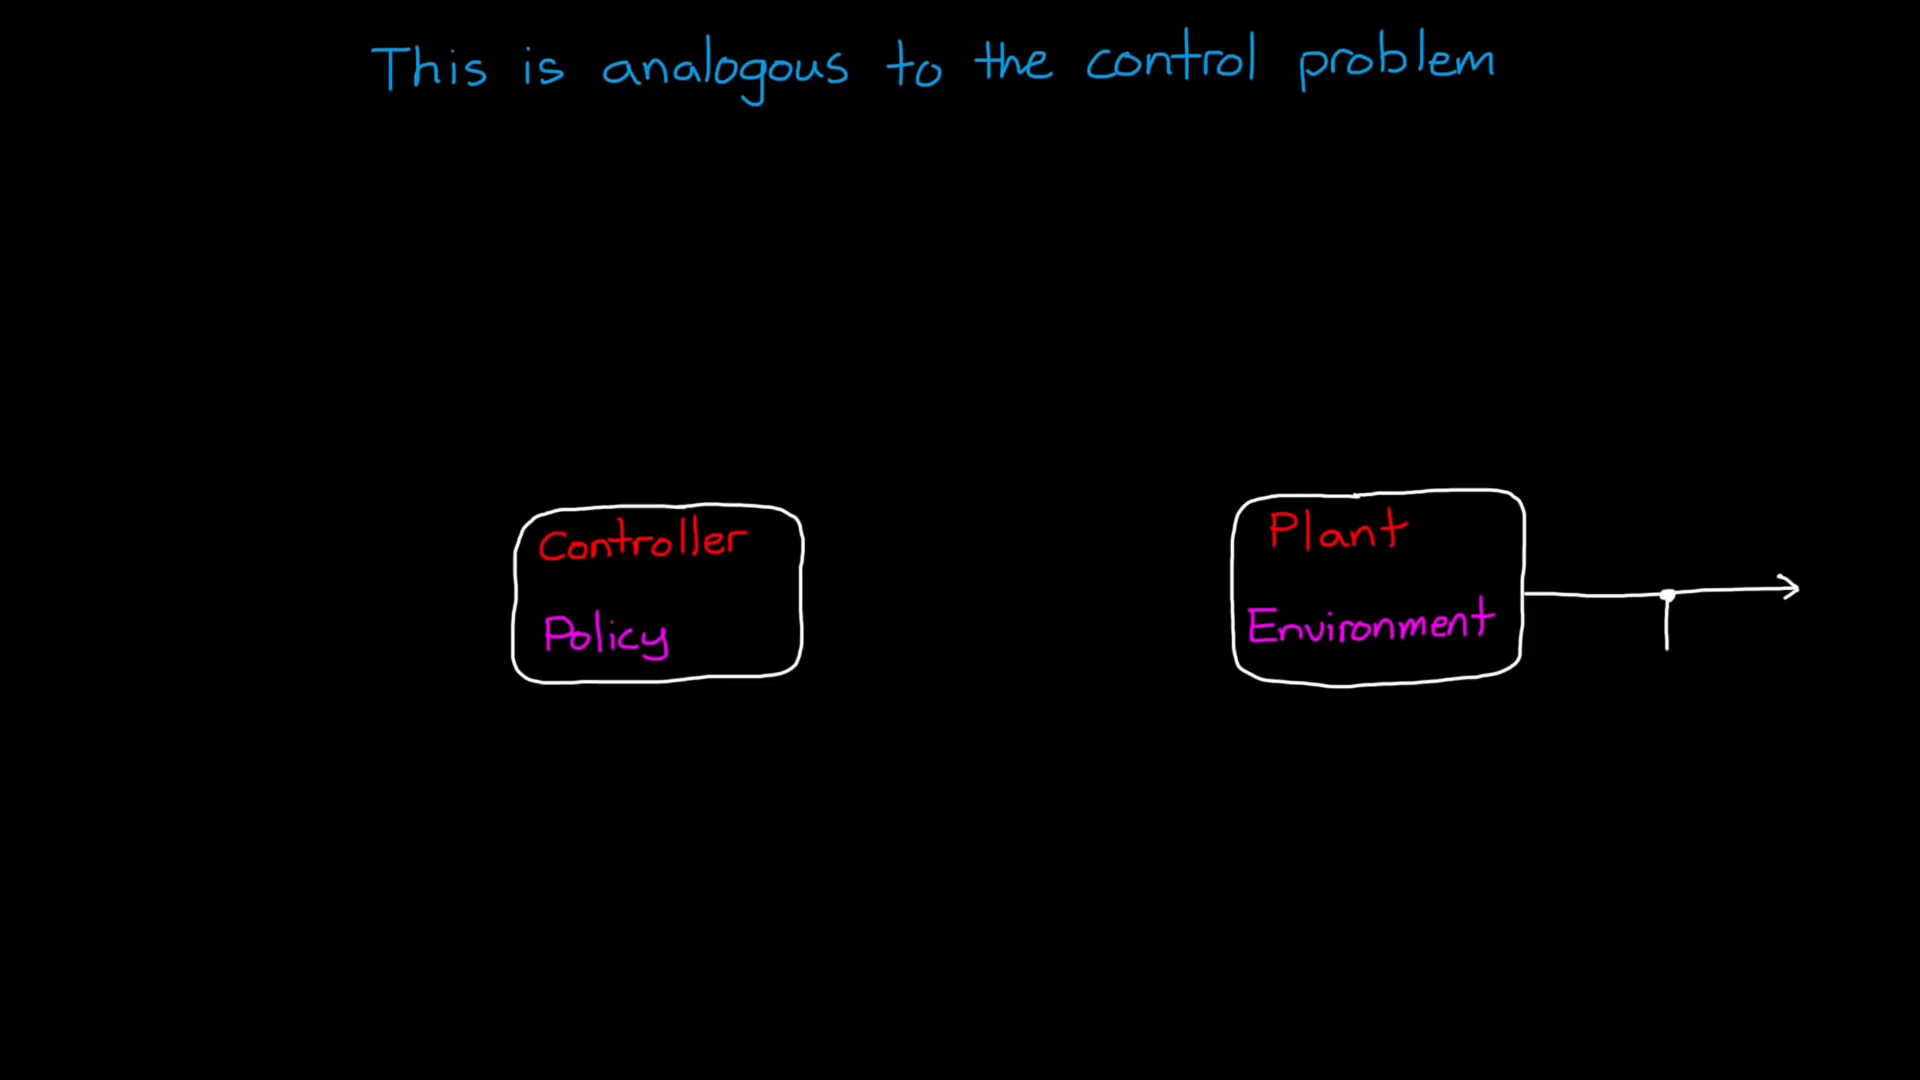 This is analogous to the control problem
Controller
Policy
Plant
Environment